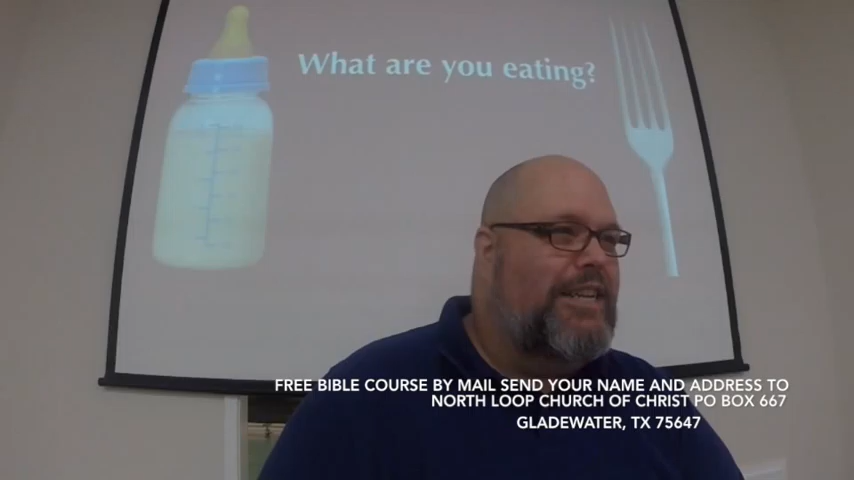 What are you eating?
FREE BIBLE COURSE BY MAIL SEND YOUR NAME AND ADDRESS TO
NORTH LOOP CHURCH OF CHRIST PO BOX 667
GLADEWATER, TX 75647